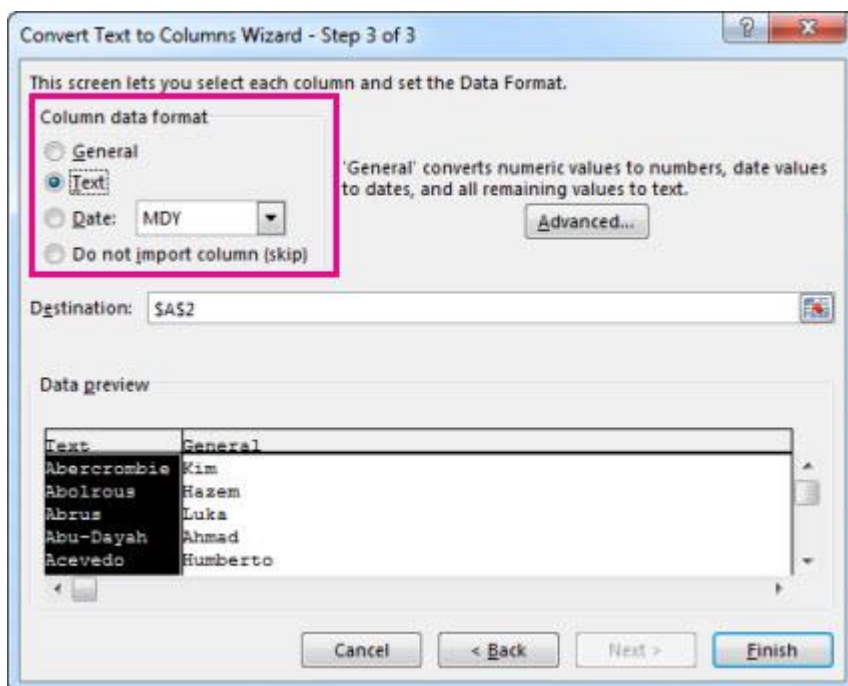 Convert Text to Columns Wizard - Step 3 of 3
?
This screen lets you select each column and set the Data Format.
Column data format
General
Text
Date: MDY
Do not import column (skip)
'General' converts numeric values to numbers, date values
to dates, and all remaining values to text.
Advanced...
Destination: $A$2
Data preview
Text General
Abercrombie Kim
Abolrous Hazem
Abrus Luka
Abu-Dayah Ahmad
Acevedo Humberto
Cancel < Back Next > Finish